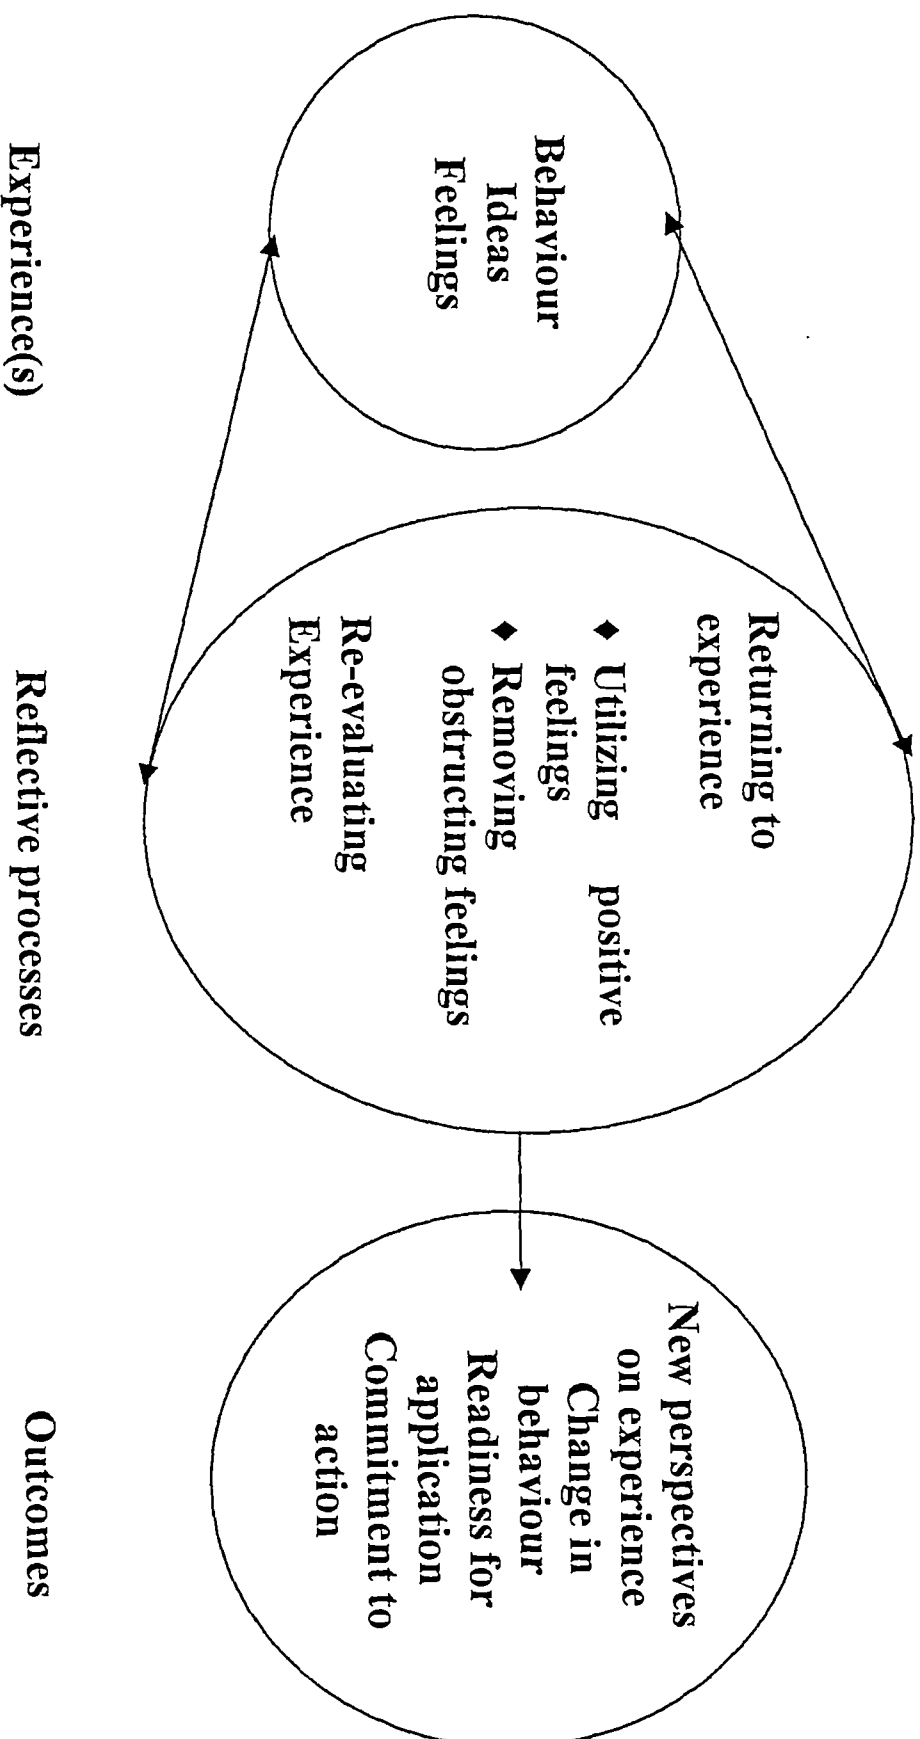 Behaviour
Ideas
Feelings
Returning to
experience
♦ Utilizing positive
feelings
♦ Removing
obstructing feelings
Re-evaluating
Experience
New perspectives
on experience
Change in
behaviour
Readiness for
application
Commitment to
action
Experience(s)
Reflective processes
Outcomes